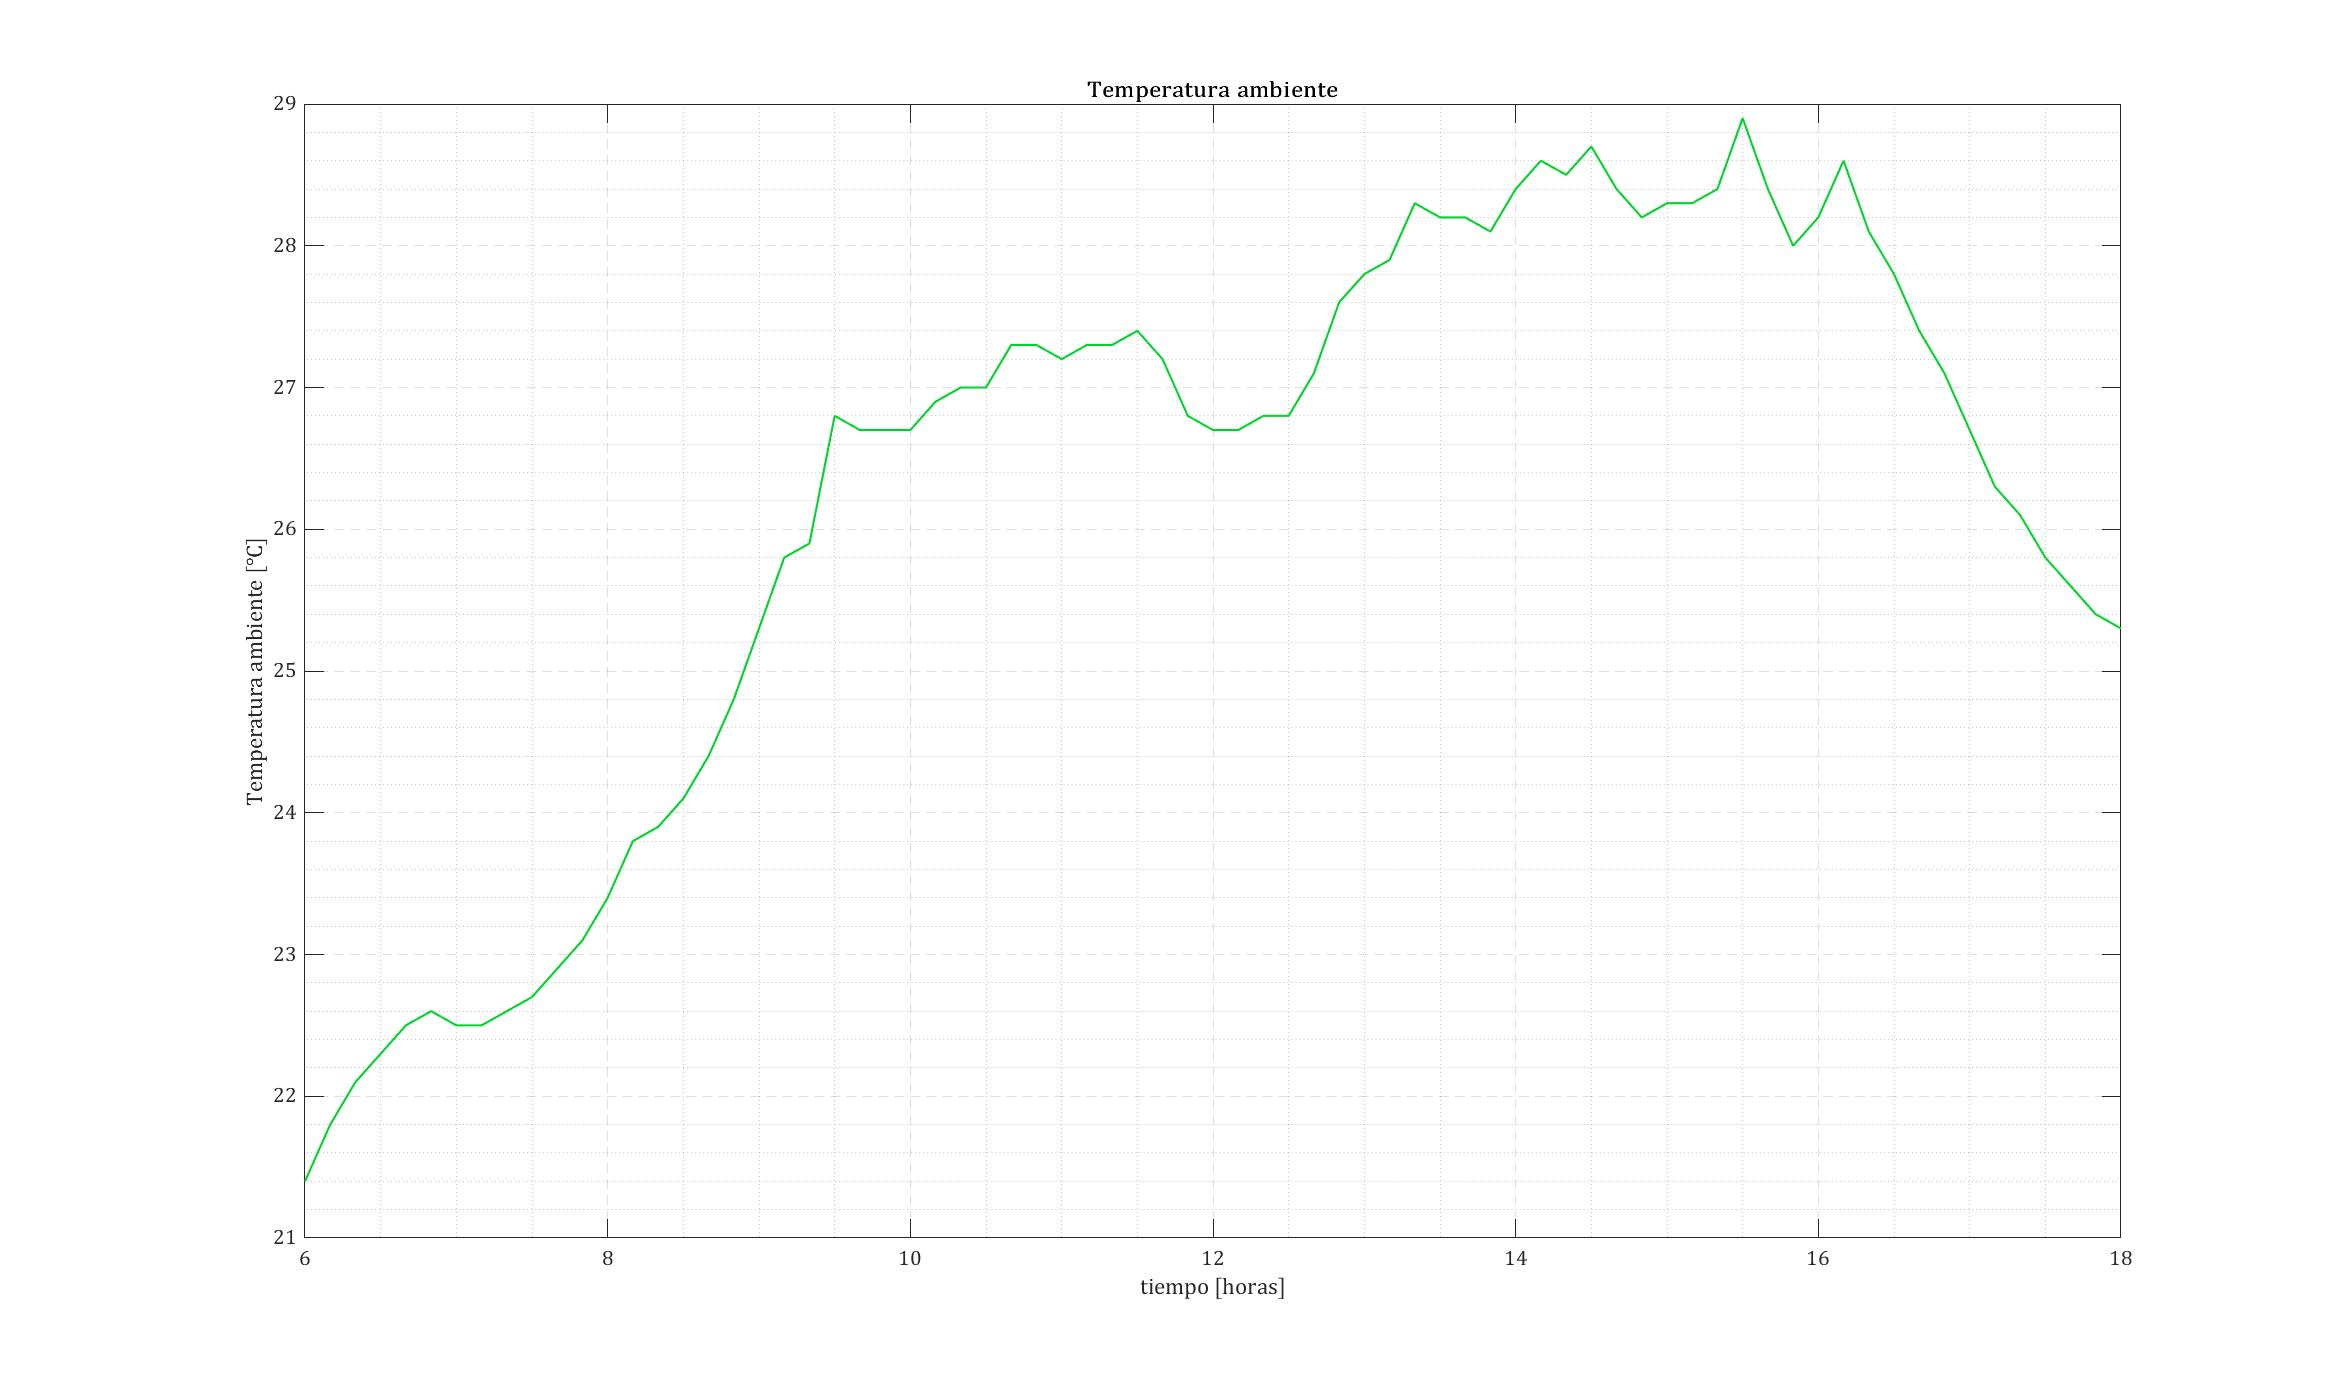 Temperatura ambiente
29
28
27
26
25
24
23
22
21
Temperatura ambiente [°C]
6 8 10 12 14 16 18
tiempo [horas]